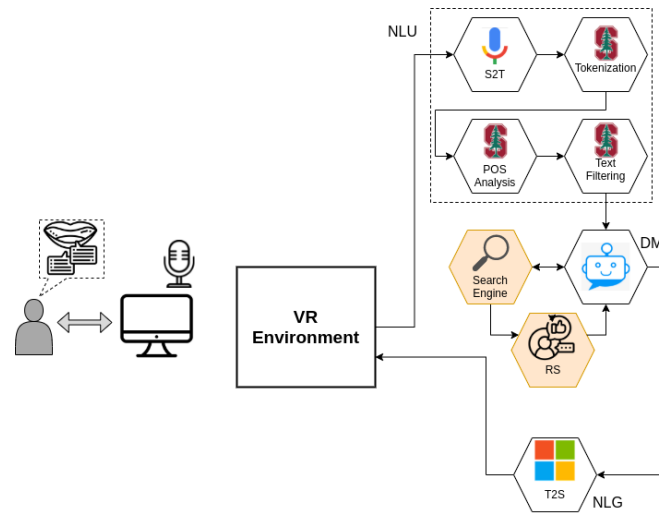 NLU
S2T
Tokenization
POS
Analysis
Text
Filtering
DM
Search
Engine
RS
VR
Environment
T2S
NLG